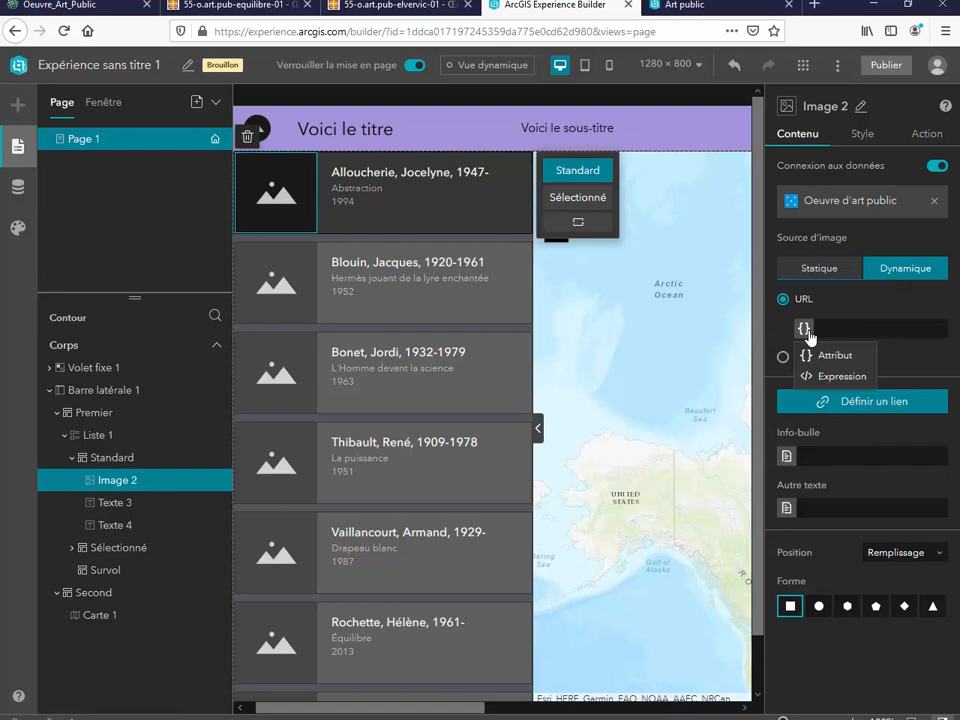 Oeuvre_Art_Public
55-o.art.pub-equilibre-01 -
55-o.art.pub-elvervic-01 - Œ
ArcGIS Experience Builder
Art public
https://experience.arcgis.com/builder/?id=1ddca017193245359da775e0cd62d980&views=page
Expérience sans titre 1
Brouillon
Verrouiller la mise en page
Vue dynamique
1280 × 800
Publier
Page
Fenêtre
Page 1
Contour
Corps
Volet fixe 1
Barre latérale 1
Premier
Liste 1
Standard
Image 2
Texte 3
Texte 4
Sélectionné
Survol
Second
Carte 1
Voici le titre
Voici le sous-titre
Alloucherie, Jocelyne, 1947-
Abstraction
1994
Blouin, Jacques, 1920-1961
Hermès jouant de la lyre enchantée
1952
Bonet, Jordi, 1932-1979
L'Homme devant la science
1963
Thibault, René, 1909-1978
La puissance
1951
Vaillancourt, Armand, 1929-
Drapeau blanc
1987
Rochette, Hélène, 1961-
Équilibre
2013
Standard
Sélectionné
Arctic
Ocean
Beaufort
Sea
UNITED
STATES
Bering
Sea
Gulf of
Alaska
R O
Esri, HERE, Garmin, FAO, NOAA, AAFC, NRCan
Image 2
Contenu
Style
Action
Connexion aux données
Oeuvre d'art public
Source d'image
Statique
Dynamique
URL
{}
{} Attribut
</> Expression
Définir un lien
Info-bulle
Autre texte
Position
Remplissage
Forme